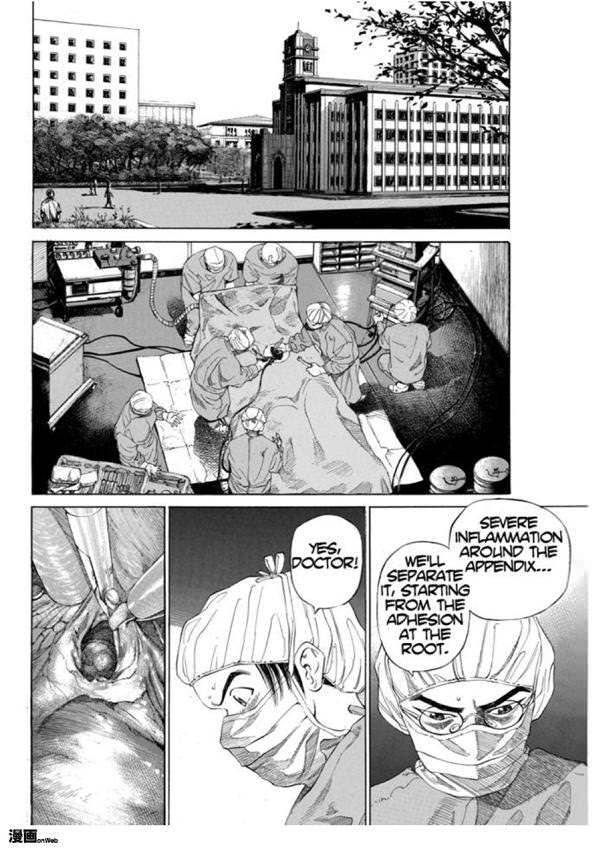 SEVERE
INFLAMMATION
AROUND THE
APPENDIX...
WE'LL
SEPARATE
IT, STARTING
FROM THE
ADHESION
AT THE
ROOT.
YES,
DOCTOR!
漫画onWeb